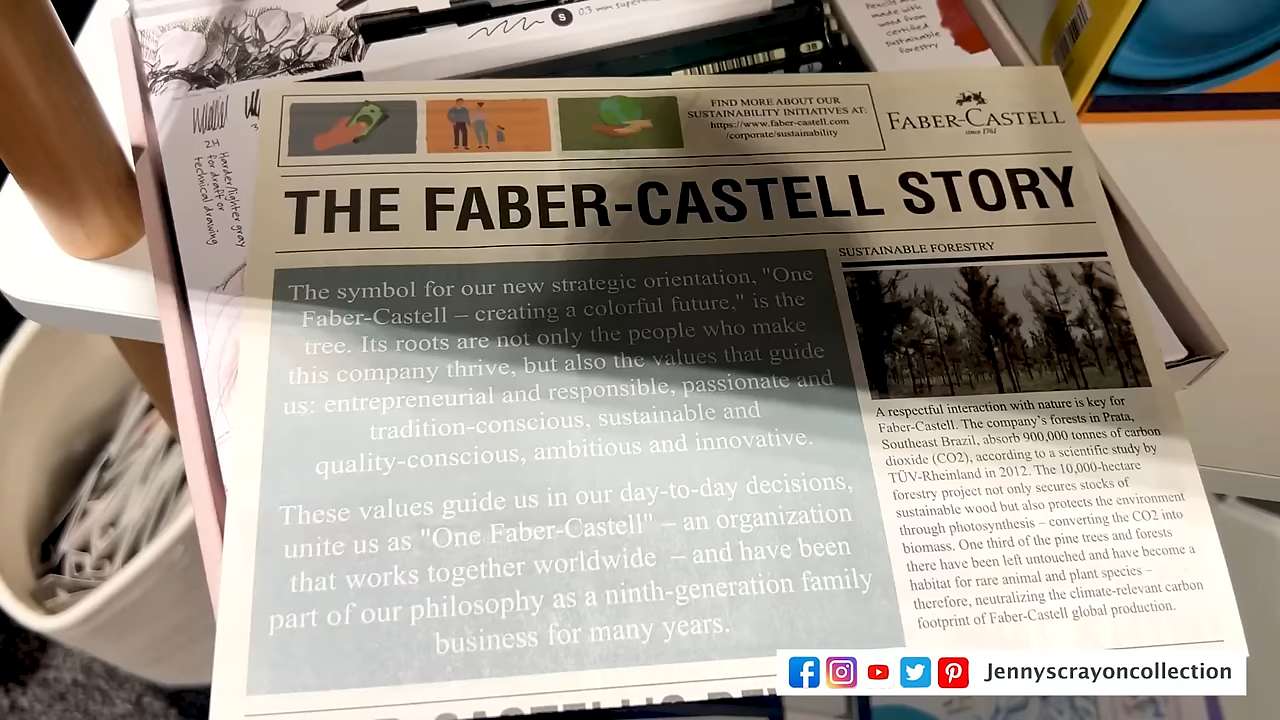 0.3 mm super
3B
Pencils are
made with
wood from
certified
sustainable
forestry
2H
Harder/lighter gray
for draft or
technical drawing
FIND MORE ABOUT OUR
SUSTAINABILITY INITIATIVES AT:
https://www.faber-castell.com
/corporate/sustainability
FABER-CASTELL
since 1761
THE FABER-CASTELL STORY
The symbol for our new strategic orientation, "One
Faber-Castell – creating a colorful future," is the
tree. Its roots are not only the people who make
this company thrive, but also the values that guide
us: entrepreneurial and responsible, passionate and
tradition-conscious, sustainable and
quality-conscious, ambitious and innovative.
These values guide us in our day-to-day decisions,
unite us as "One Faber-Castell" – an organization
that works together worldwide – and have been
part of our philosophy as a ninth-generation family
business for many years.
SUSTAINABLE FORESTRY
A respectful interaction with nature is key for
Faber-Castell. The company's forests in Prata,
Southeast Brazil, absorb 900,000 tonnes of carbon
dioxide (CO2), according to a scientific study by
TÜV-Rheinland in 2012. The 10,000-hectare
forestry project not only secures stocks of
sustainable wood but also protects the environment
through photosynthesis – converting the CO2 into
biomass. One third of the pine trees and forests
there have been left untouched and have become a
habitat for rare animal and plant species –
therefore, neutralizing the climate-relevant carbon
footprint of Faber-Castell global production.
Jennyscrayoncollection